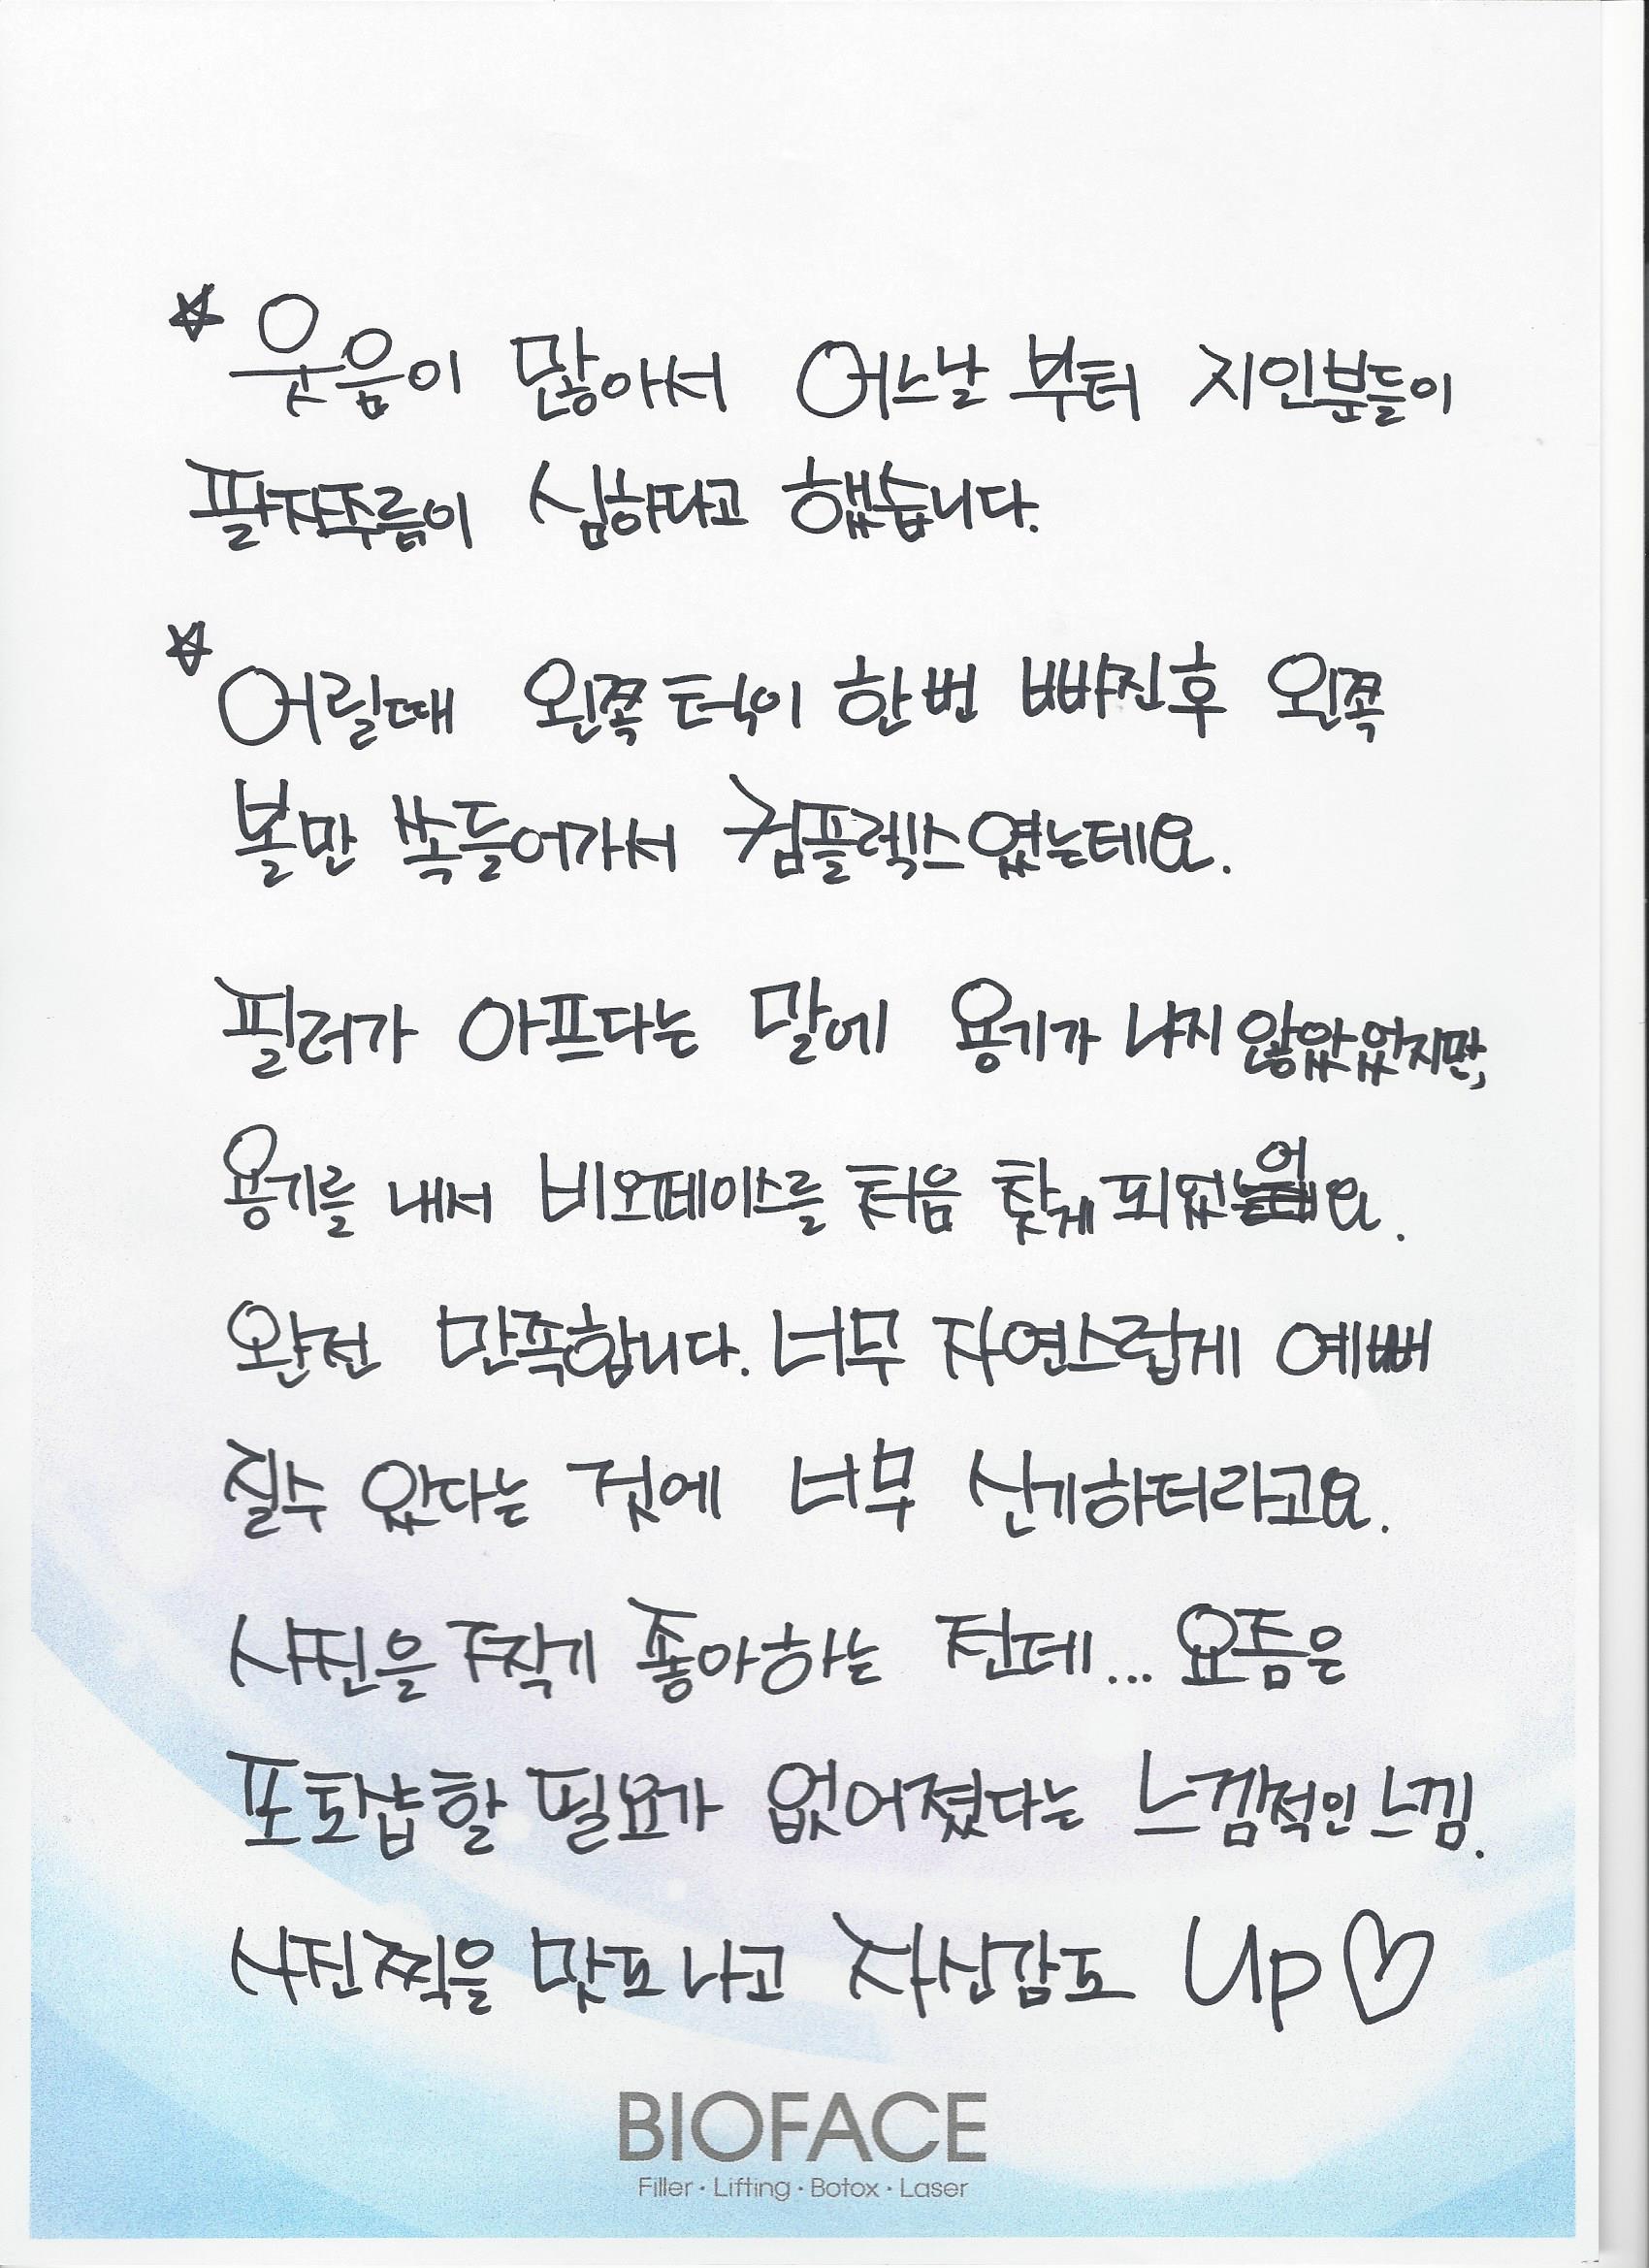 ☆ 웃음이 많아서 어느날 부터 지인분들이
팔자주름이 심하다고 했습니다.
☆ 어릴때 왼쪽 턱이 한번 빠진후 왼쪽
볼만 쏙들어가서 컴플렉스였는데요.
필러가 아프다는 말에 용기가 나지 않았었지만,
용기를 내서 비오페이스를 처음 찾게 되었어요.
완전 만족합니다. 너무 자연스럽게 예뻐
질수 있다는 것에 너무 신기하더라고요.
사진을 찍기 좋아하는 전데... 요즘은
포토샵할 필요가 없어졌다는 느낌적인 느낌.
사진찍을 맛도 나고 자신감도 Up♡
BIOFACE
Filler · Lifting · Botox · Laser